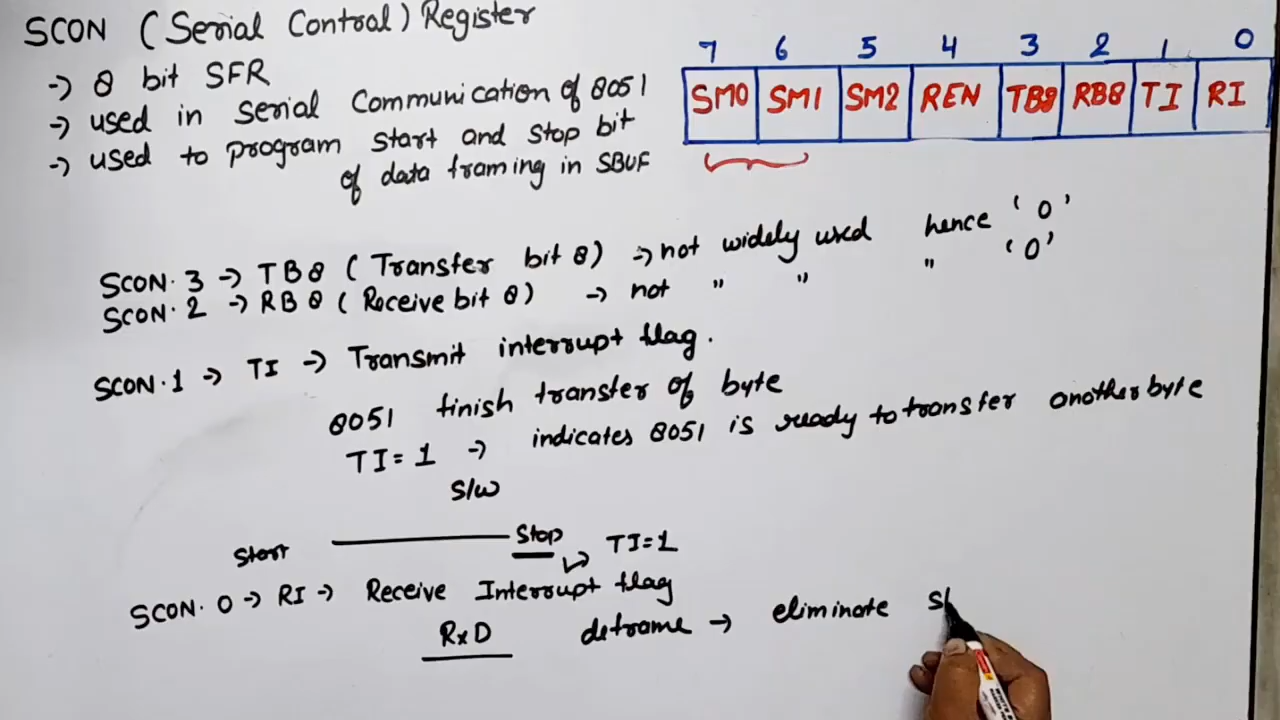 SCON (Serial Control) Register
→ 8 bit SFR
→ used in serial communication of 8051
→ used to program start and stop bit
of data framing in SBUF
7 6 5 4 3 2 1 0
SM0 SM1 SM2 REN TB8 RB8 TI RI
SCON.3 → TB8 (Transfer bit 8) → not widely used hence '0'
SCON.2 → RB8 (Receive bit 8) → not " " " '0'
SCON.1 → TI → Transmit interrupt flag.
8051 finish transfer of byte
TI=1 → indicates 8051 is ready to transfer another byte
S/W
Start Stop
TI=1
SCON.0 → RI → Receive Interrupt flag
RxD deframe → eliminate s